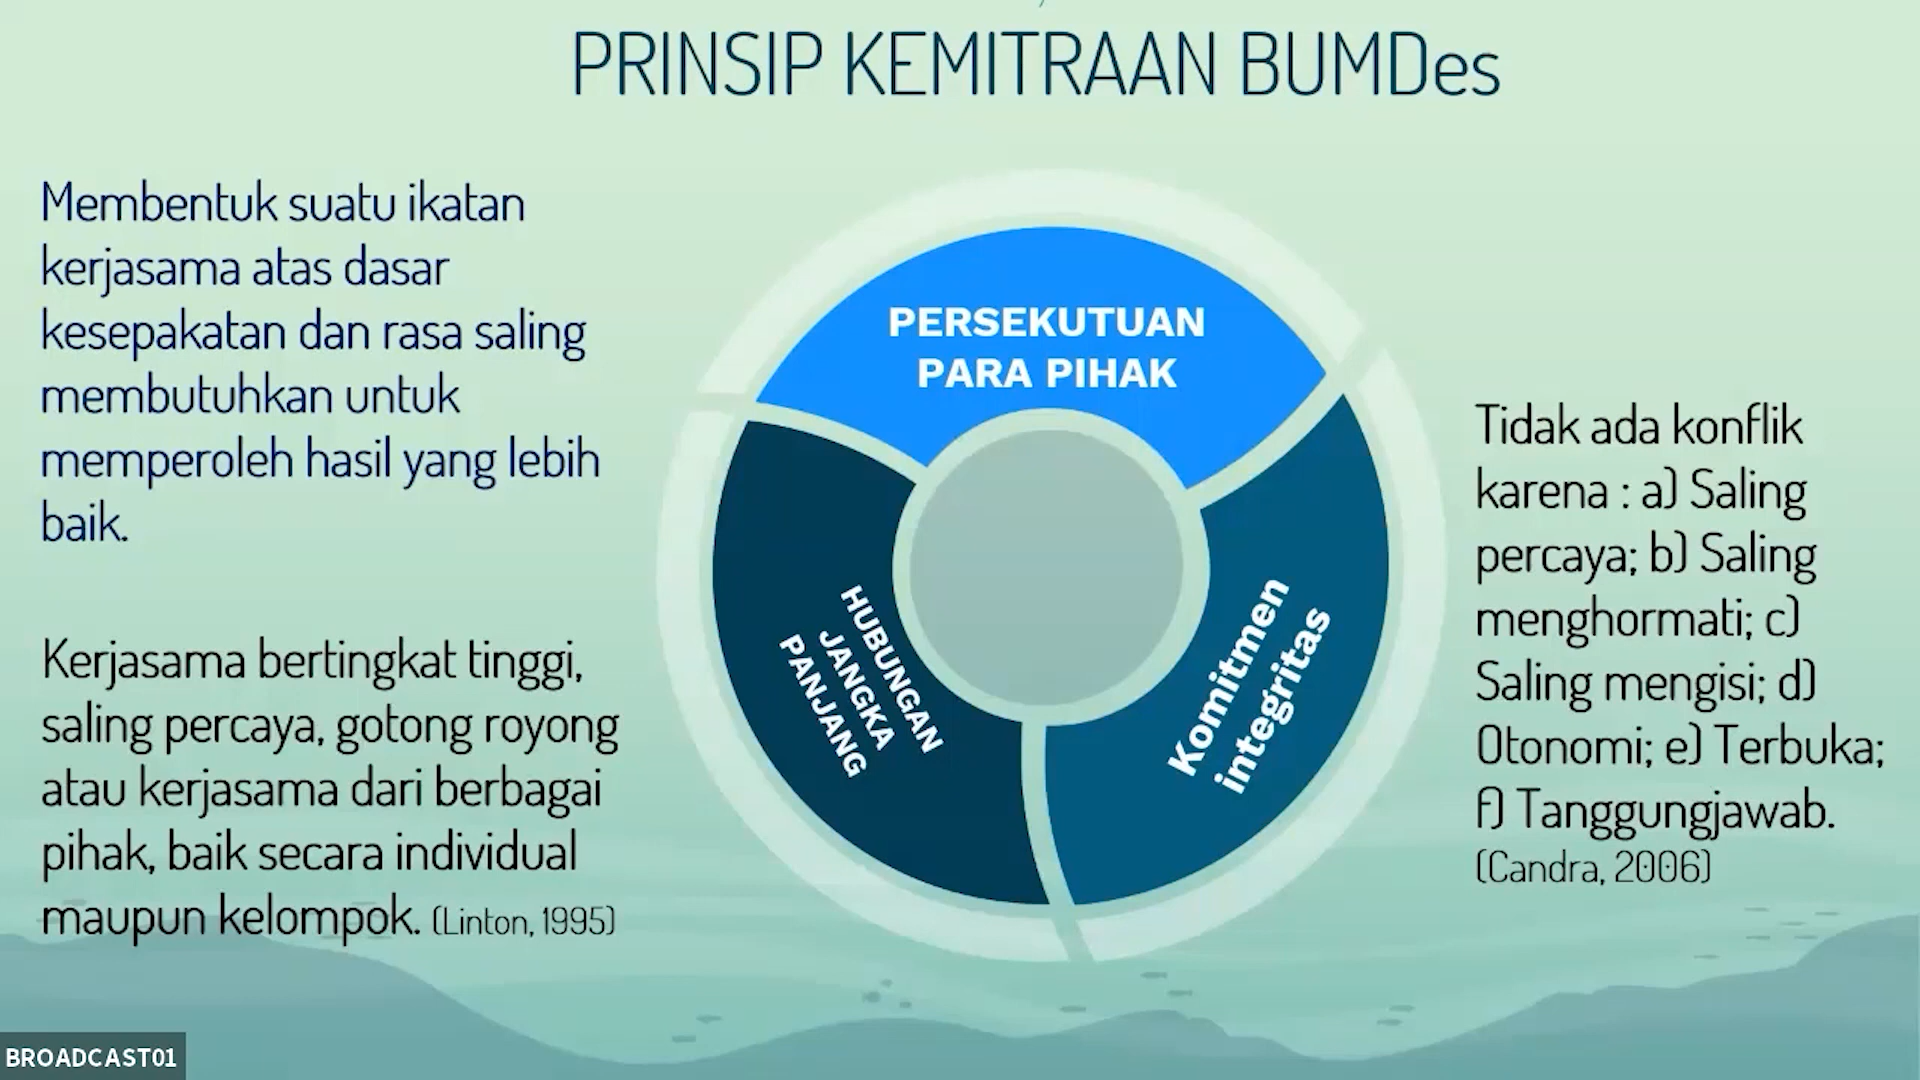 PRINSIP KEMITRAAN BUMDes
Membentuk suatu ikatan
kerjasama atas dasar
kesepakatan dan rasa saling
membutuhkan untuk
memperoleh hasil yang lebih
baik.
Kerjasama bertingkat tinggi,
saling percaya, gotong royong
atau kerjasama dari berbagai
pihak, baik secara individual
maupun kelompok. (Linton, 1995)
PERSEKUTUAN
PARA PIHAK
HUBUNGAN
JANGKA
PANJANG
Komitmen
integritas
Tidak ada konflik
karena : a) Saling
percaya; b) Saling
menghormati; c)
Saling mengisi; d)
Otonomi; e) Terbuka;
f) Tanggungjawab.
(Candra, 2006)
BROADCAST01